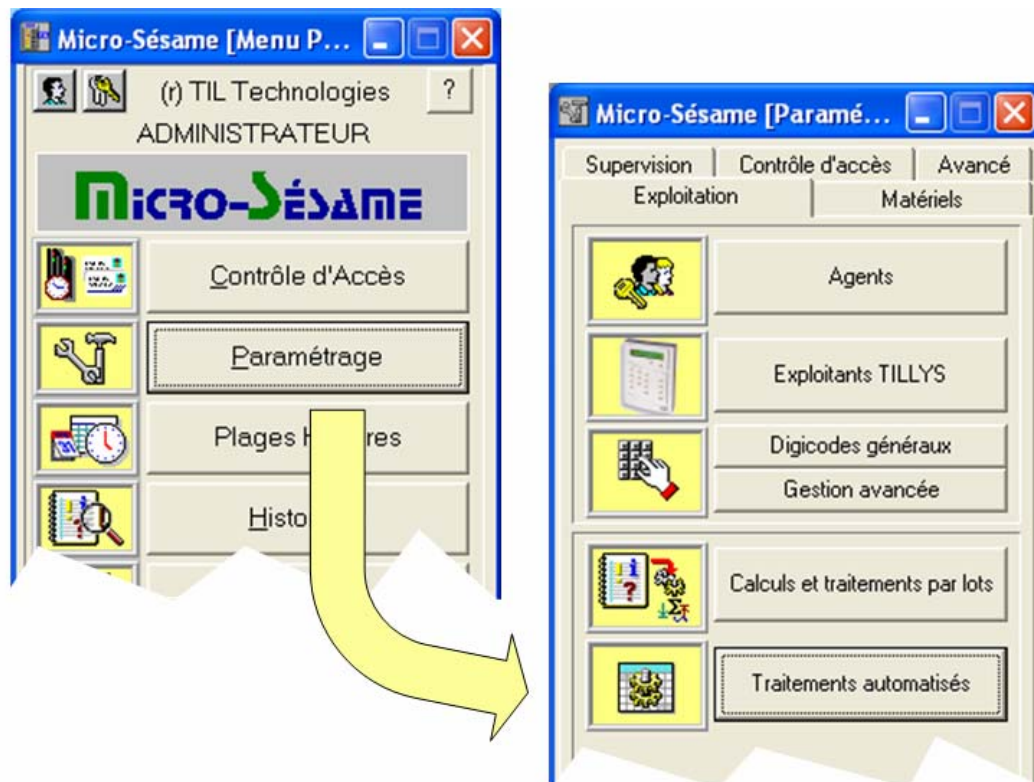 Micro-Sésame [Menu P...
(r) TIL Technologies
?
ADMINISTRATEUR
MICRO-SÉSAME
Contrôle d'Accès
Paramétrage
Plages
Micro-Sésame [Paramé...
Supervision
Contrôle d'accès
Avancé
Exploitation
Matériels
Agents
Exploitants TILLYS
Digicodes généraux
Gestion avancée
Calculs et traitements par lots
Traitements automatisés